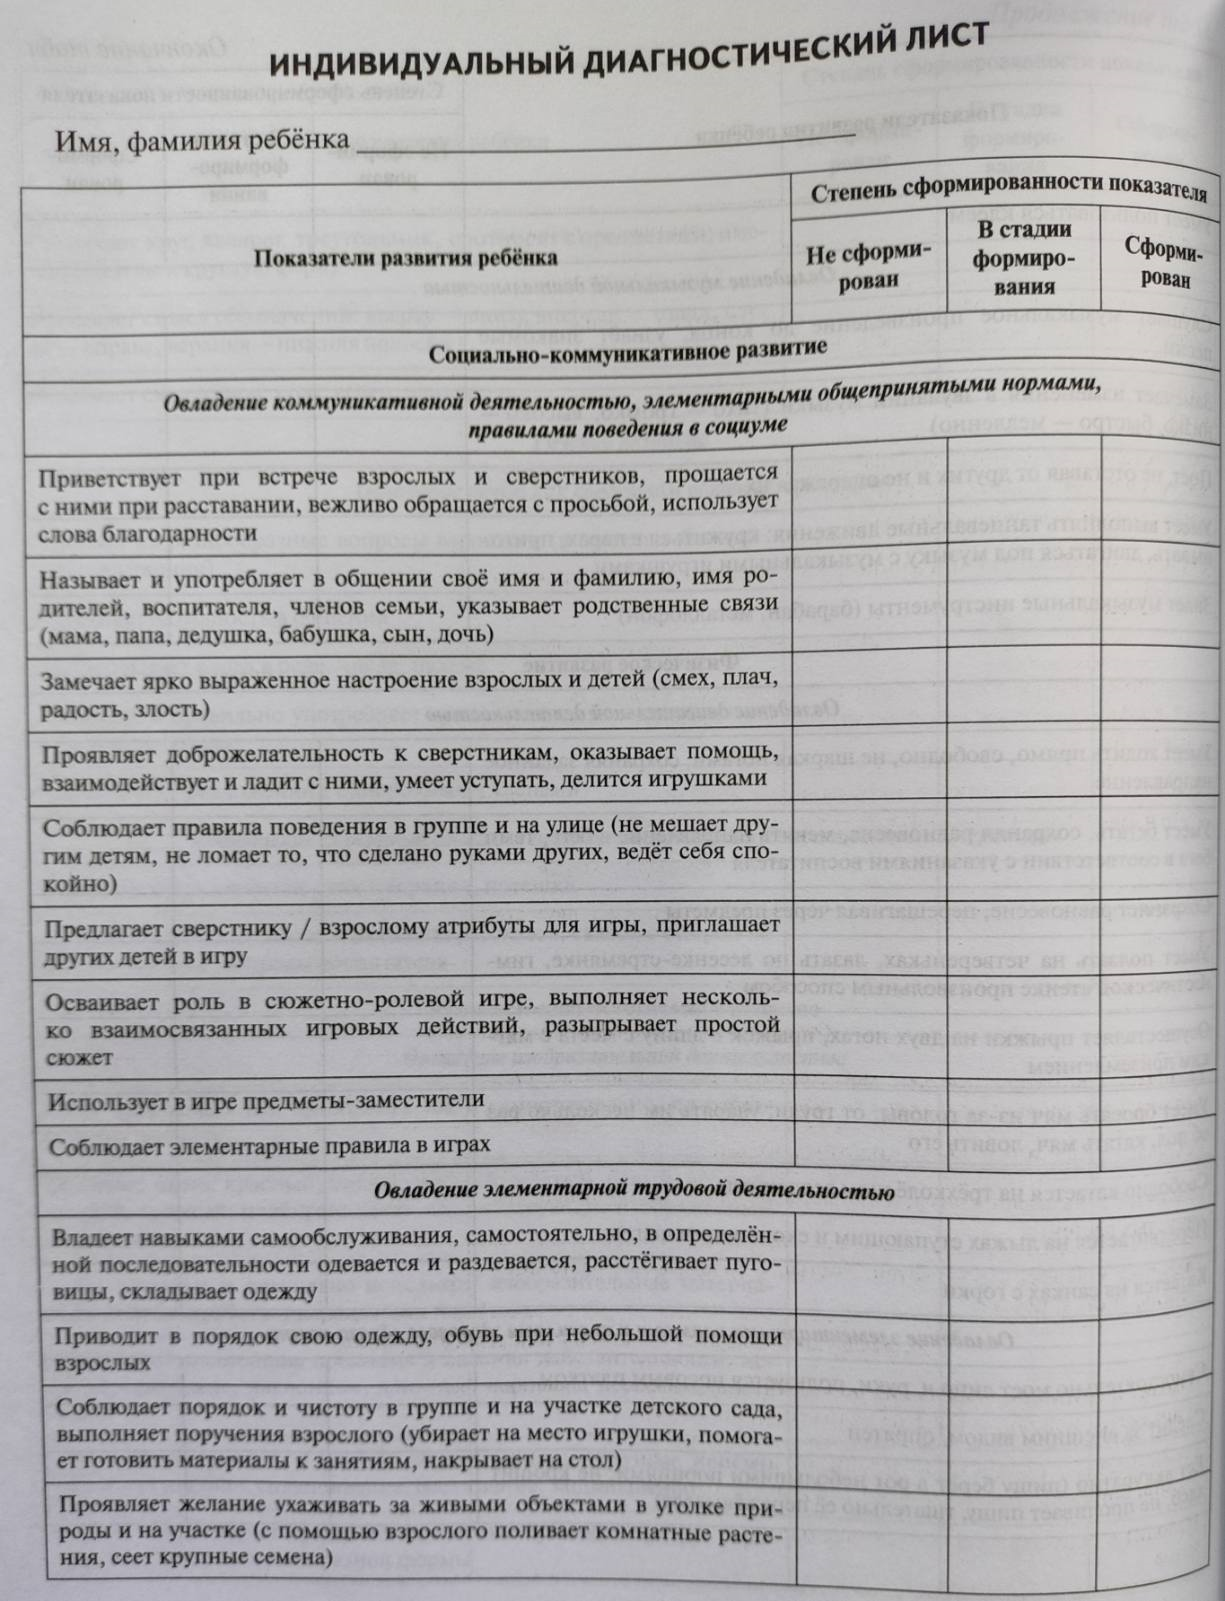 ИНДИВИДУАЛЬНЫЙ ДИАГНОСТИЧЕСКИЙ ЛИСТ
Имя, фамилия ребёнка
Показатели развития ребёнка
Степень сформированности показателя
Не сформи-
рован
В стадии
формиро-
вания
Сформи-
рован
Социально-коммуникативное развитие
Овладение коммуникативной деятельностью, элементарными общепринятыми нормами,
правилами поведения в социуме
Приветствует при встрече взрослых и сверстников, прощается
с ними при расставании, вежливо обращается с просьбой, использует
слова благодарности
Называет и употребляет в общении своё имя и фамилию, имя ро-
дителей, воспитателя, членов семьи, указывает родственные связи
(мама, папа, дедушка, бабушка, сын, дочь)
Замечает ярко выраженное настроение взрослых и детей (смех, плач,
радость, злость)
Проявляет доброжелательность к сверстникам, оказывает помощь,
взаимодействует и ладит с ними, умеет уступать, делится игрушками
Соблюдает правила поведения в группе и на улице (не мешает дру-
гим детям, не ломает то, что сделано руками других, ведёт себя спо-
койно)
Предлагает сверстнику / взрослому атрибуты для игры, приглашает
других детей в игру
Осваивает роль в сюжетно-ролевой игре, выполняет несколь-
ко взаимосвязанных игровых действий, разыгрывает простой
сюжет
Использует в игре предметы-заместители
Соблюдает элементарные правила в играх
Овладение элементарной трудовой деятельностью
Владеет навыками самообслуживания, самостоятельно, в определён-
ной последовательности одевается и раздевается, расстёгивает пуго-
вицы, складывает одежду
Приводит в порядок свою одежду, обувь при небольшой помощи
взрослых
Соблюдает порядок и чистоту в группе и на участке детского сада,
выполняет поручения взрослого (убирает на место игрушки, помога-
ет готовить материалы к занятиям, накрывает на стол)
Проявляет желание ухаживать за живыми объектами в уголке при-
роды и на участке (с помощью взрослого поливает комнатные расте-
ния, сеет крупные семена)